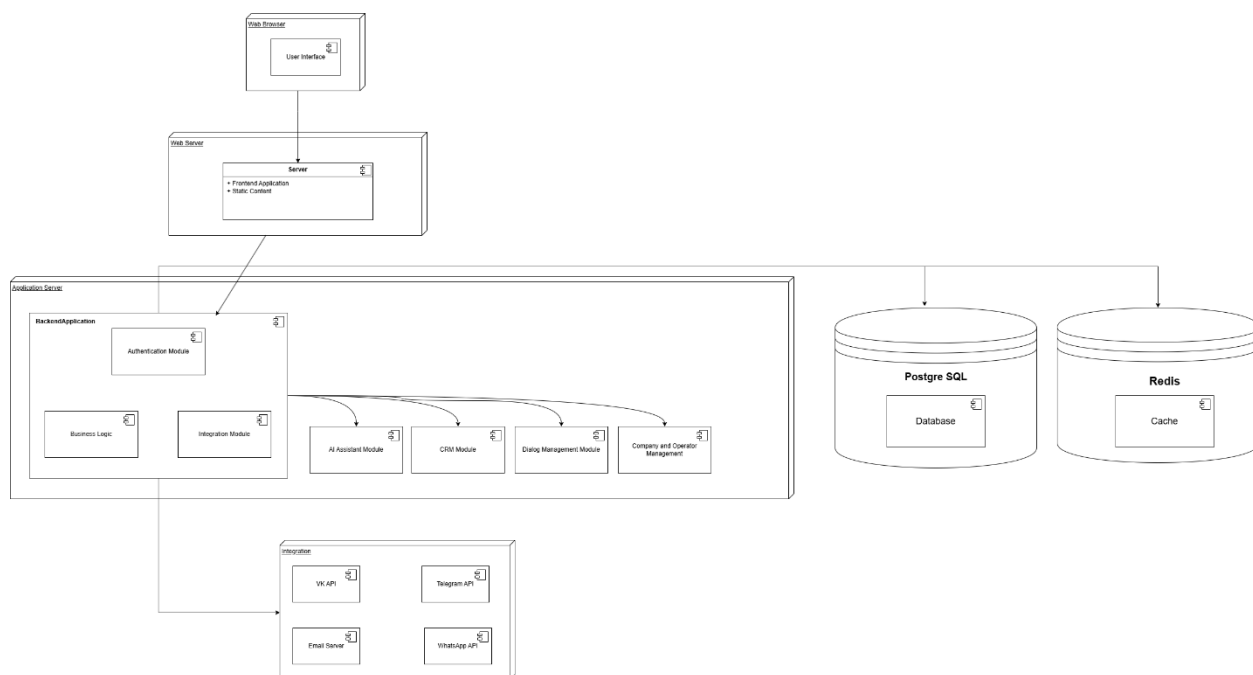 Web Browser
User Interface
Web Server
Server
+ Frontend Application
+ Static Content
Application Server
BackendApplication
Authentication Module
Business Logic
Integration Module
AI Assistant Module
CRM Module
Dialog Management Module
Company and Operator
Management
Postgre SQL
Database
Redis
Cache
Integration
VK API
Telegram API
Email Server
WhatsApp API